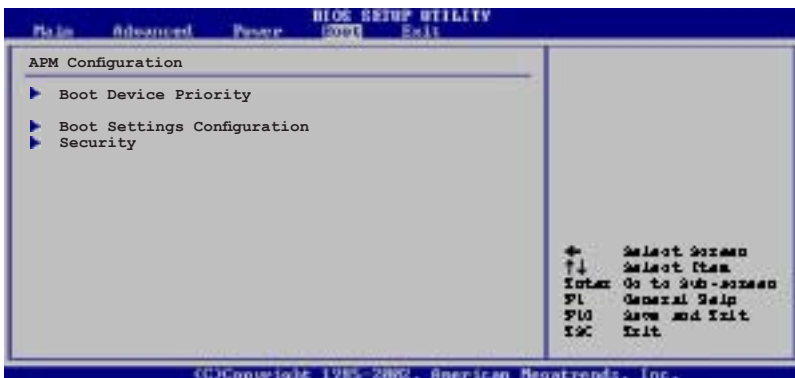 BIOS SETUP UTILITY
Main Advanced Power Boot Exit
APM Configuration
Boot Device Priority
Boot Settings Configuration
Security
← Select Screen
↑↓ Select Item
Enter Go to Sub-screen
F1 General Help
F10 Save and Exit
ESC Exit
(C)Copyright 1985-2002, American Megatrends, Inc.